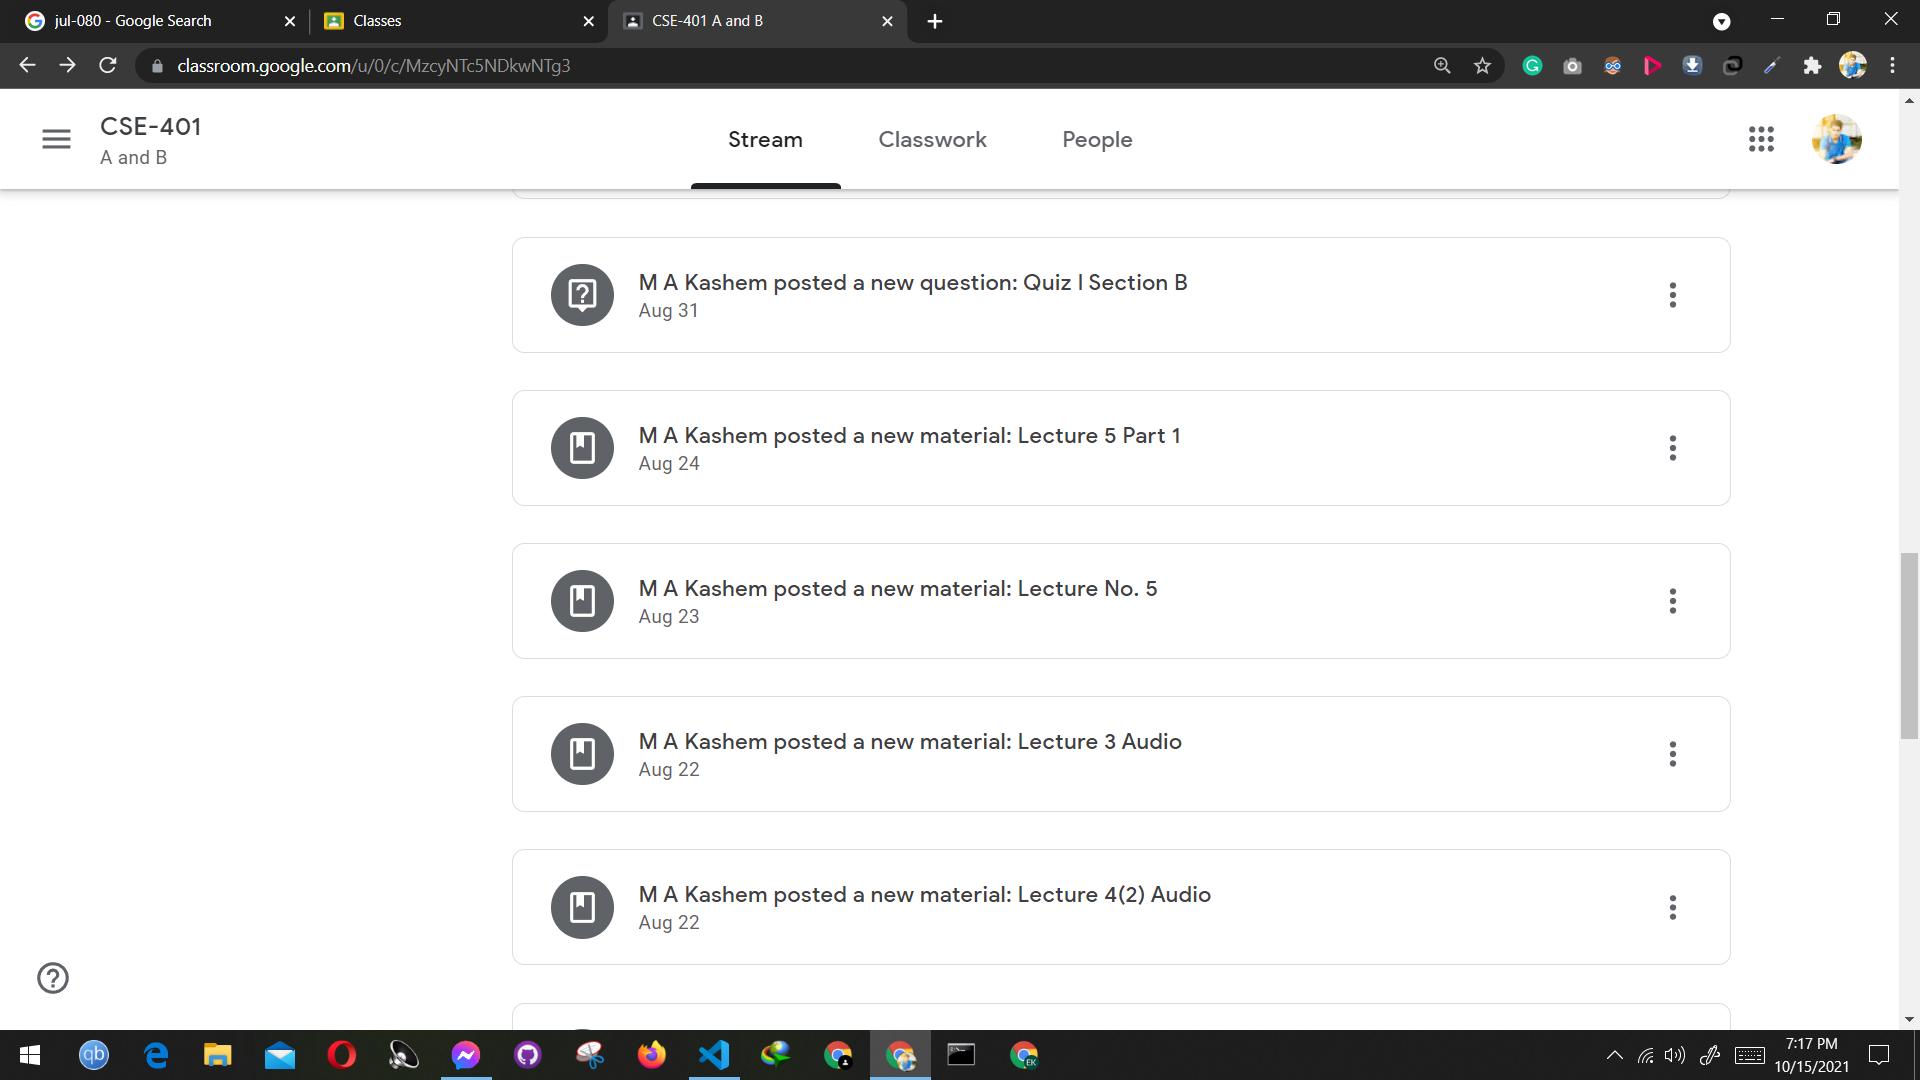 jul-080 - Google Search
Classes
CSE-401 A and B
classroom.google.com/u/0/c/MzcyNTc5NDkwNTg3
CSE-401
A and B
Stream
Classwork
People
M A Kashem posted a new question: Quiz I Section B
Aug 31
M A Kashem posted a new material: Lecture 5 Part 1
Aug 24
M A Kashem posted a new material: Lecture No. 5
Aug 23
M A Kashem posted a new material: Lecture 3 Audio
Aug 22
M A Kashem posted a new material: Lecture 4(2) Audio
Aug 22
qb
EK
7:17 PM
10/15/2021